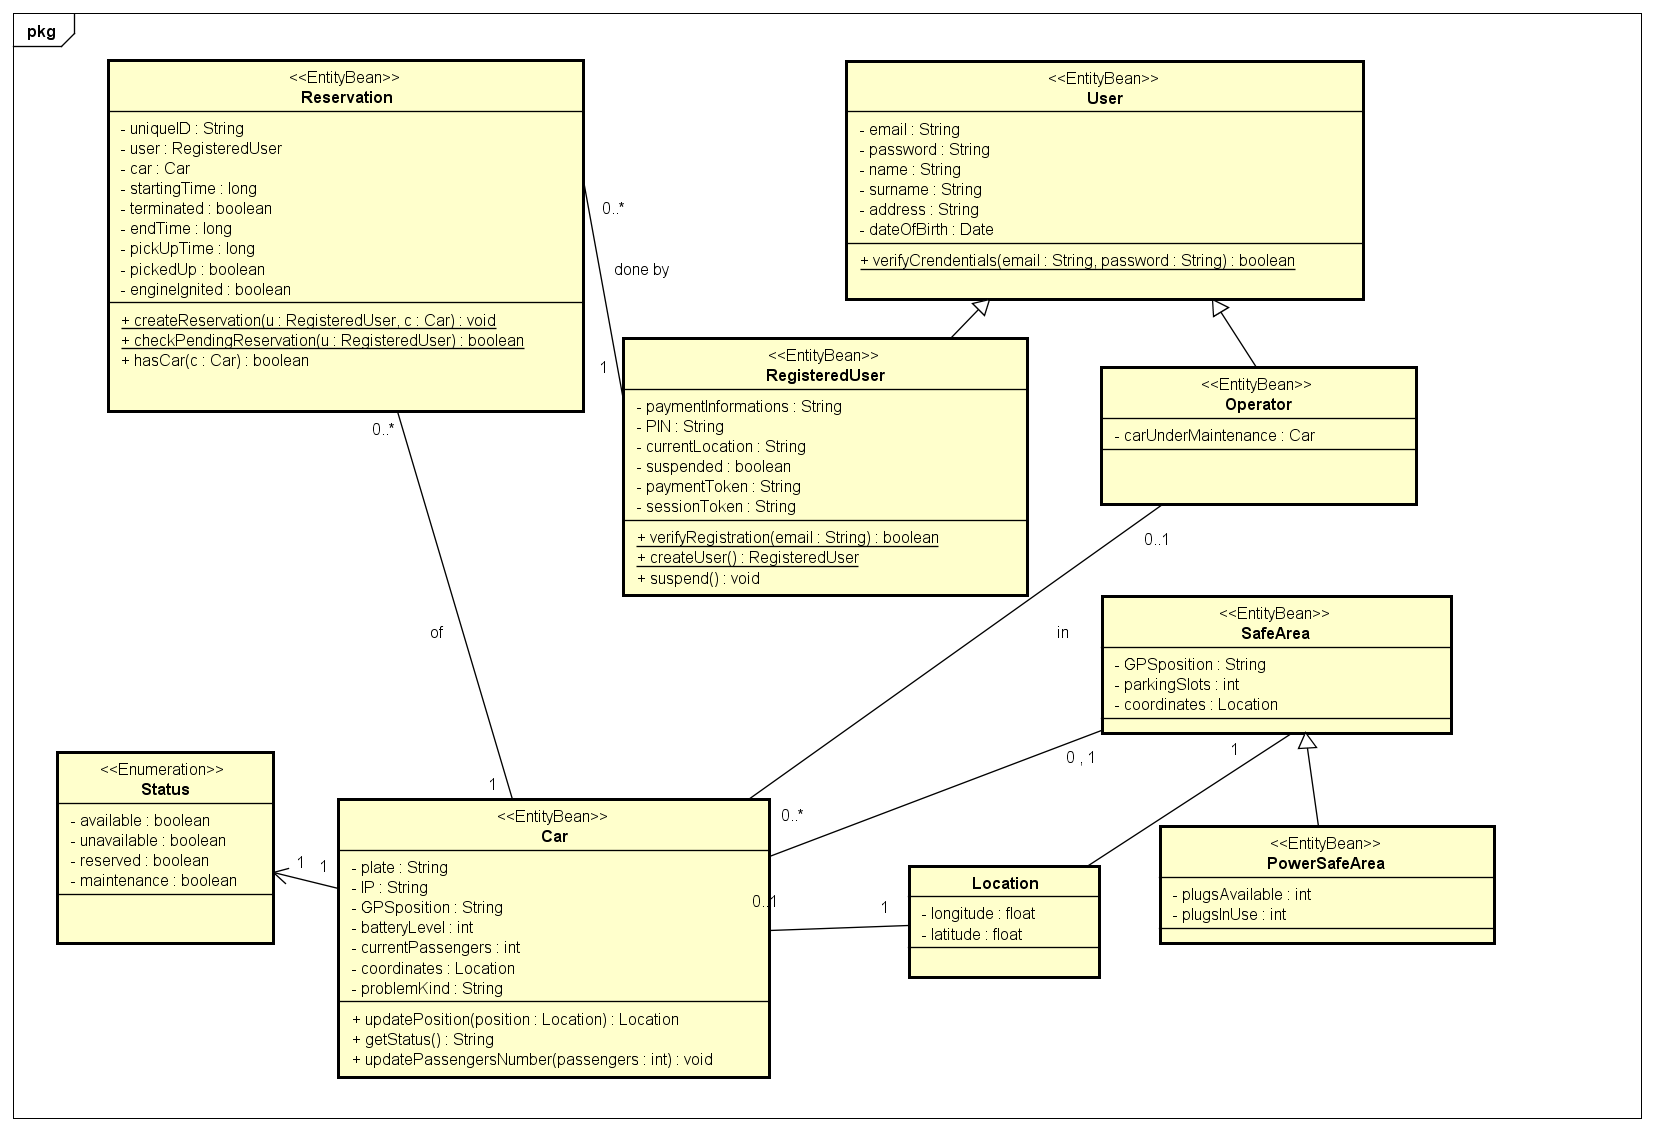 pkg
<<EntityBean>>
Reservation
- uniqueID : String
- user : RegisteredUser
- car : Car
- startingTime : long
- terminated : boolean
- endTime : long
- pickUpTime : long
- pickedUp : boolean
- engineIgnited : boolean
+ createReservation(u : RegisteredUser, c : Car) : void
+ checkPendingReservation(u : RegisteredUser) : boolean
+ hasCar(c : Car) : boolean
<<EntityBean>>
User
- email : String
- password : String
- name : String
- surname : String
- address : String
- dateOfBirth : Date
+ verifyCrendentials(email : String, password : String) : boolean
0..*
done by
1
<<EntityBean>>
RegisteredUser
- paymentInformations : String
- PIN : String
- currentLocation : String
- suspended : boolean
- paymentToken : String
- sessionToken : String
+ verifyRegistration(email : String) : boolean
+ createUser() : RegisteredUser
+ suspend() : void
<<EntityBean>>
Operator
- carUnderMaintenance : Car
0..*
of
1
0..1
in
<<EntityBean>>
SafeArea
- GPSposition : String
- parkingSlots : int
- coordinates : Location
0 , 1
1
0..*
<<Enumeration>>
Status
- available : boolean
- unavailable : boolean
- reserved : boolean
- maintenance : boolean
1
1
<<EntityBean>>
Car
- plate : String
- IP : String
- GPSposition : String
- batteryLevel : int
- currentPassengers : int
- coordinates : Location
- problemKind : String
+ updatePosition(position : Location) : Location
+ getStatus() : String
+ updatePassengersNumber(passengers : int) : void
0..1
1
Location
- longitude : float
- latitude : float
<<EntityBean>>
PowerSafeArea
- plugsAvailable : int
- plugsInUse : int